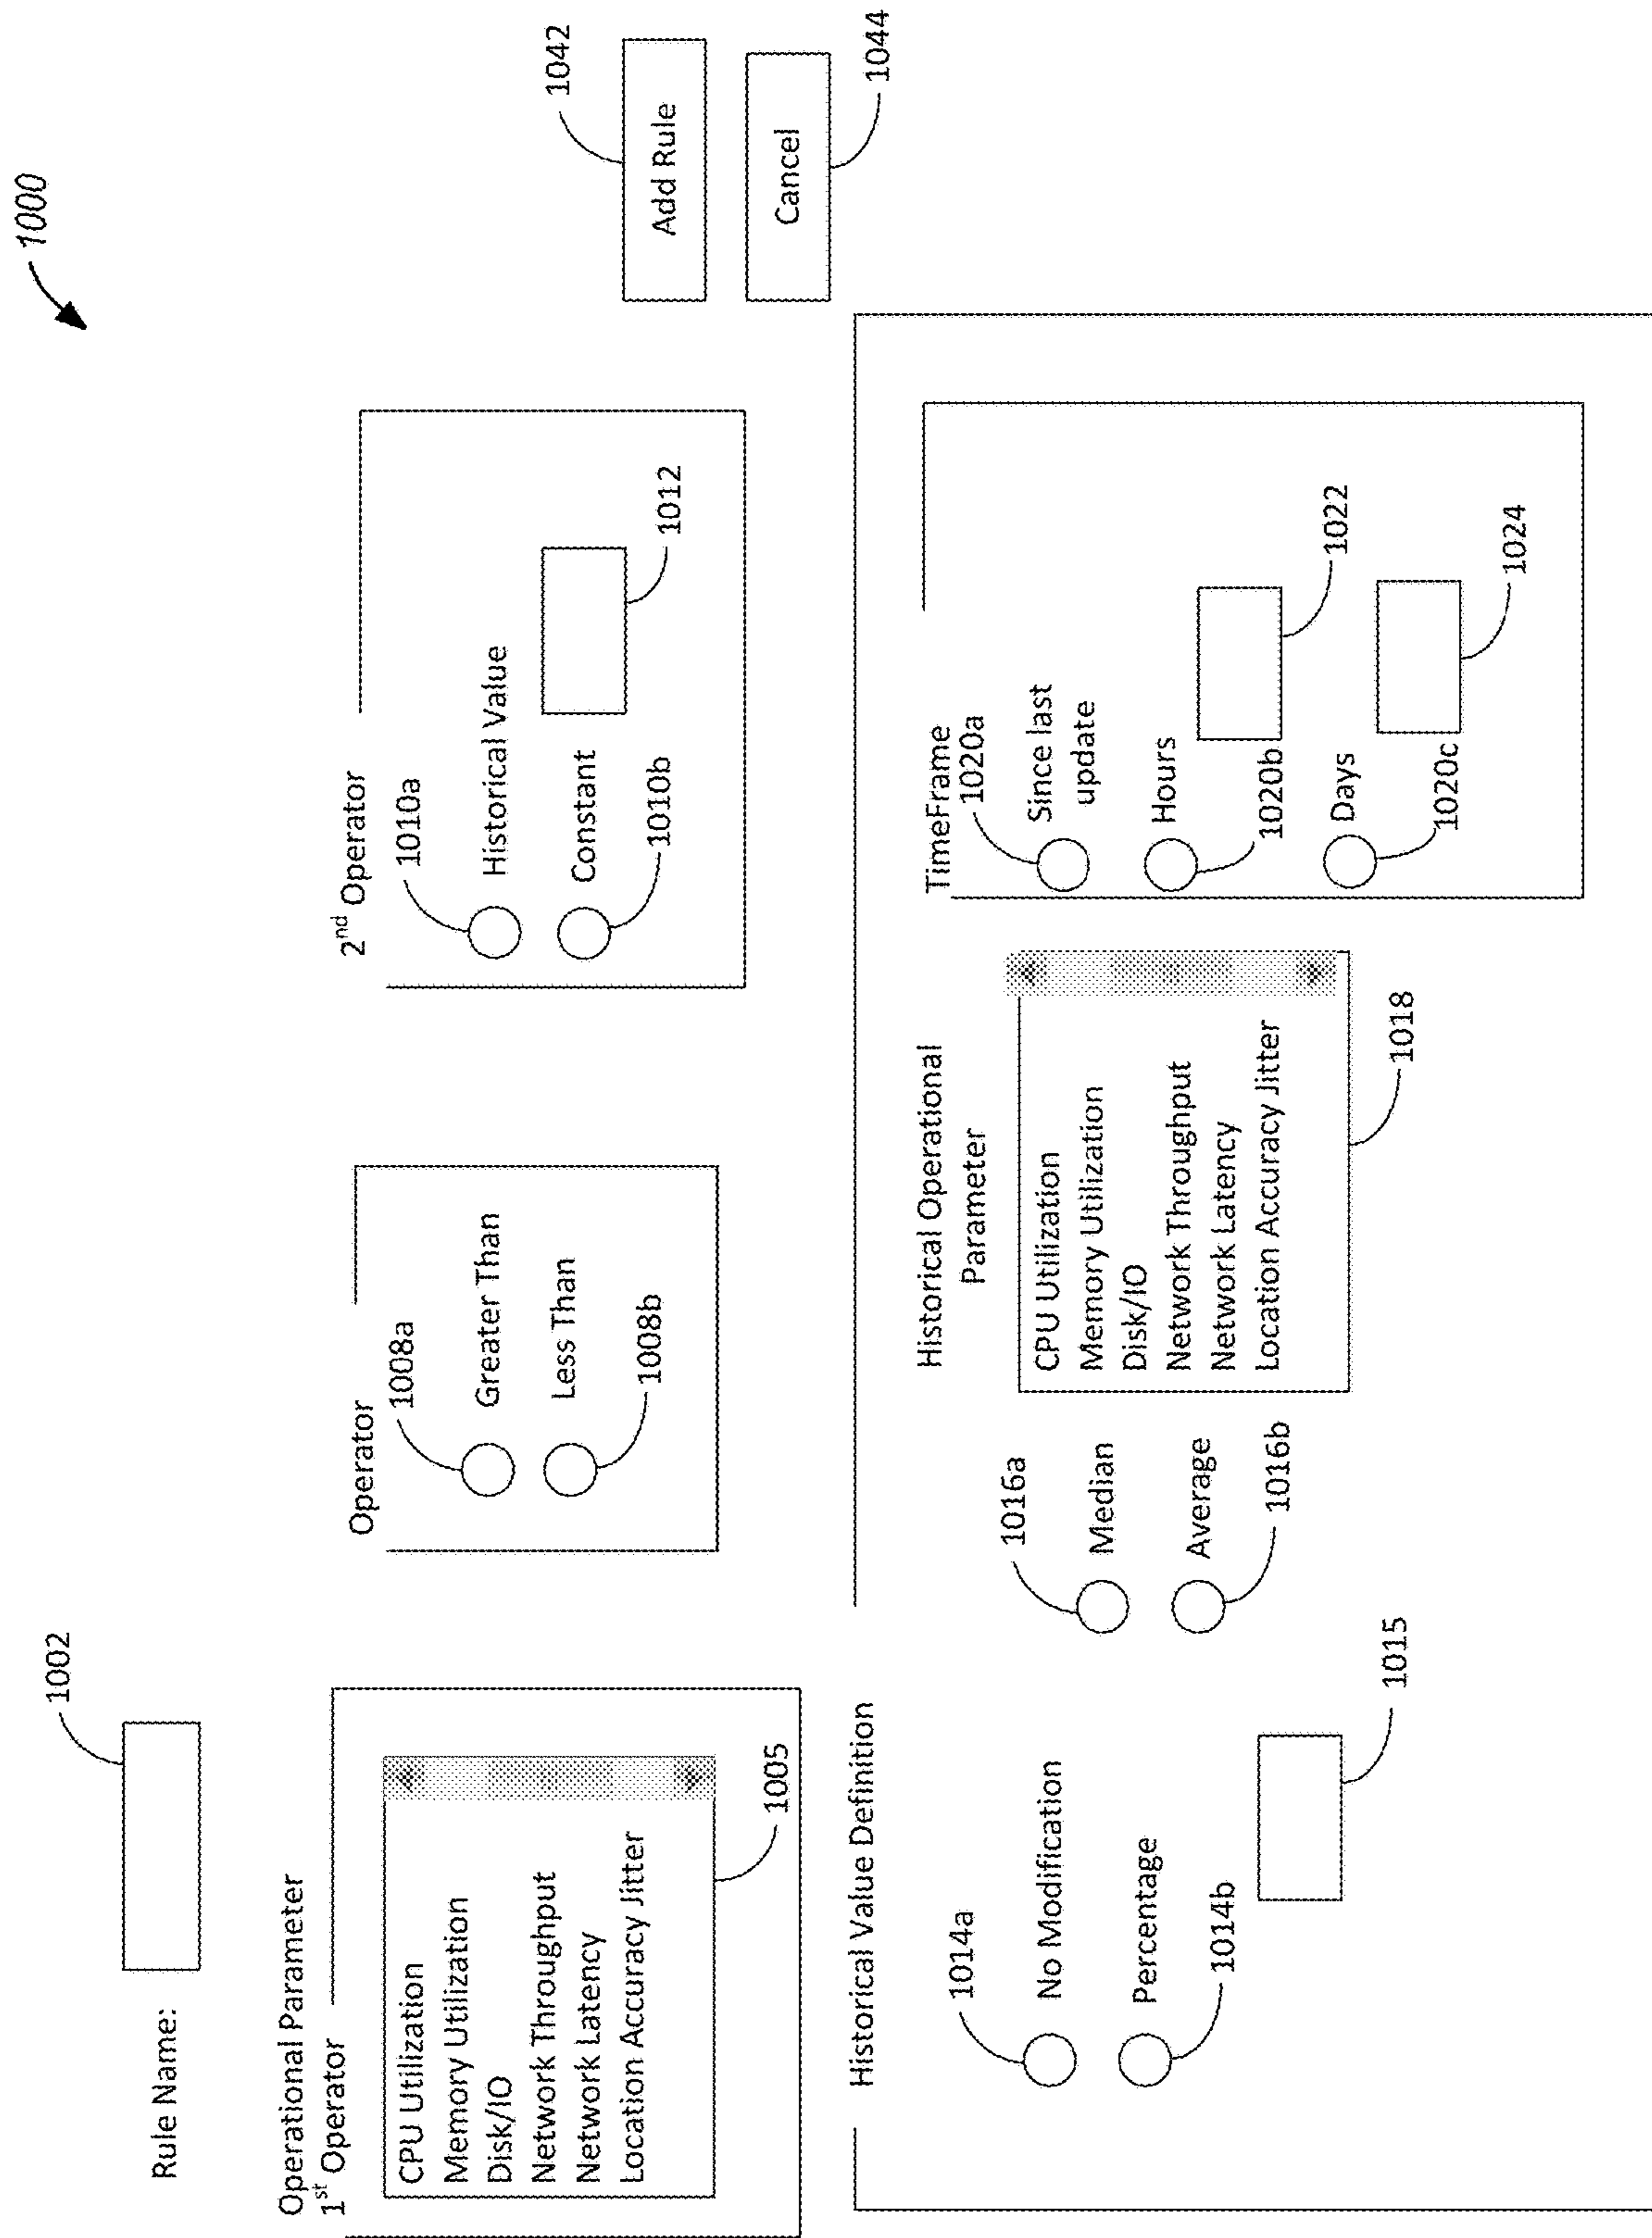 1000
1002
Rule Name:
Operational Parameter
1st Operator
CPU Utilization
Memory Utilization
Disk/IO
Network Throughput
Network Latency
Location Accuracy Jitter
1005
Operator
1008a
Greater Than
Less Than
1008b
2nd Operator
1010a
Historical Value
Constant
1010b
1012
1042
Add Rule
Cancel
1044
Historical Value Definition
1014a
No Modification
Percentage
1014b
1015
1016a
Median
Average
1016b
Historical Operational
Parameter
CPU Utilization
Memory Utilization
Disk/IO
Network Throughput
Network Latency
Location Accuracy Jitter
1018
TimeFrame
1020a
Since last
update
Hours
1020b
1022
Days
1020c
1024